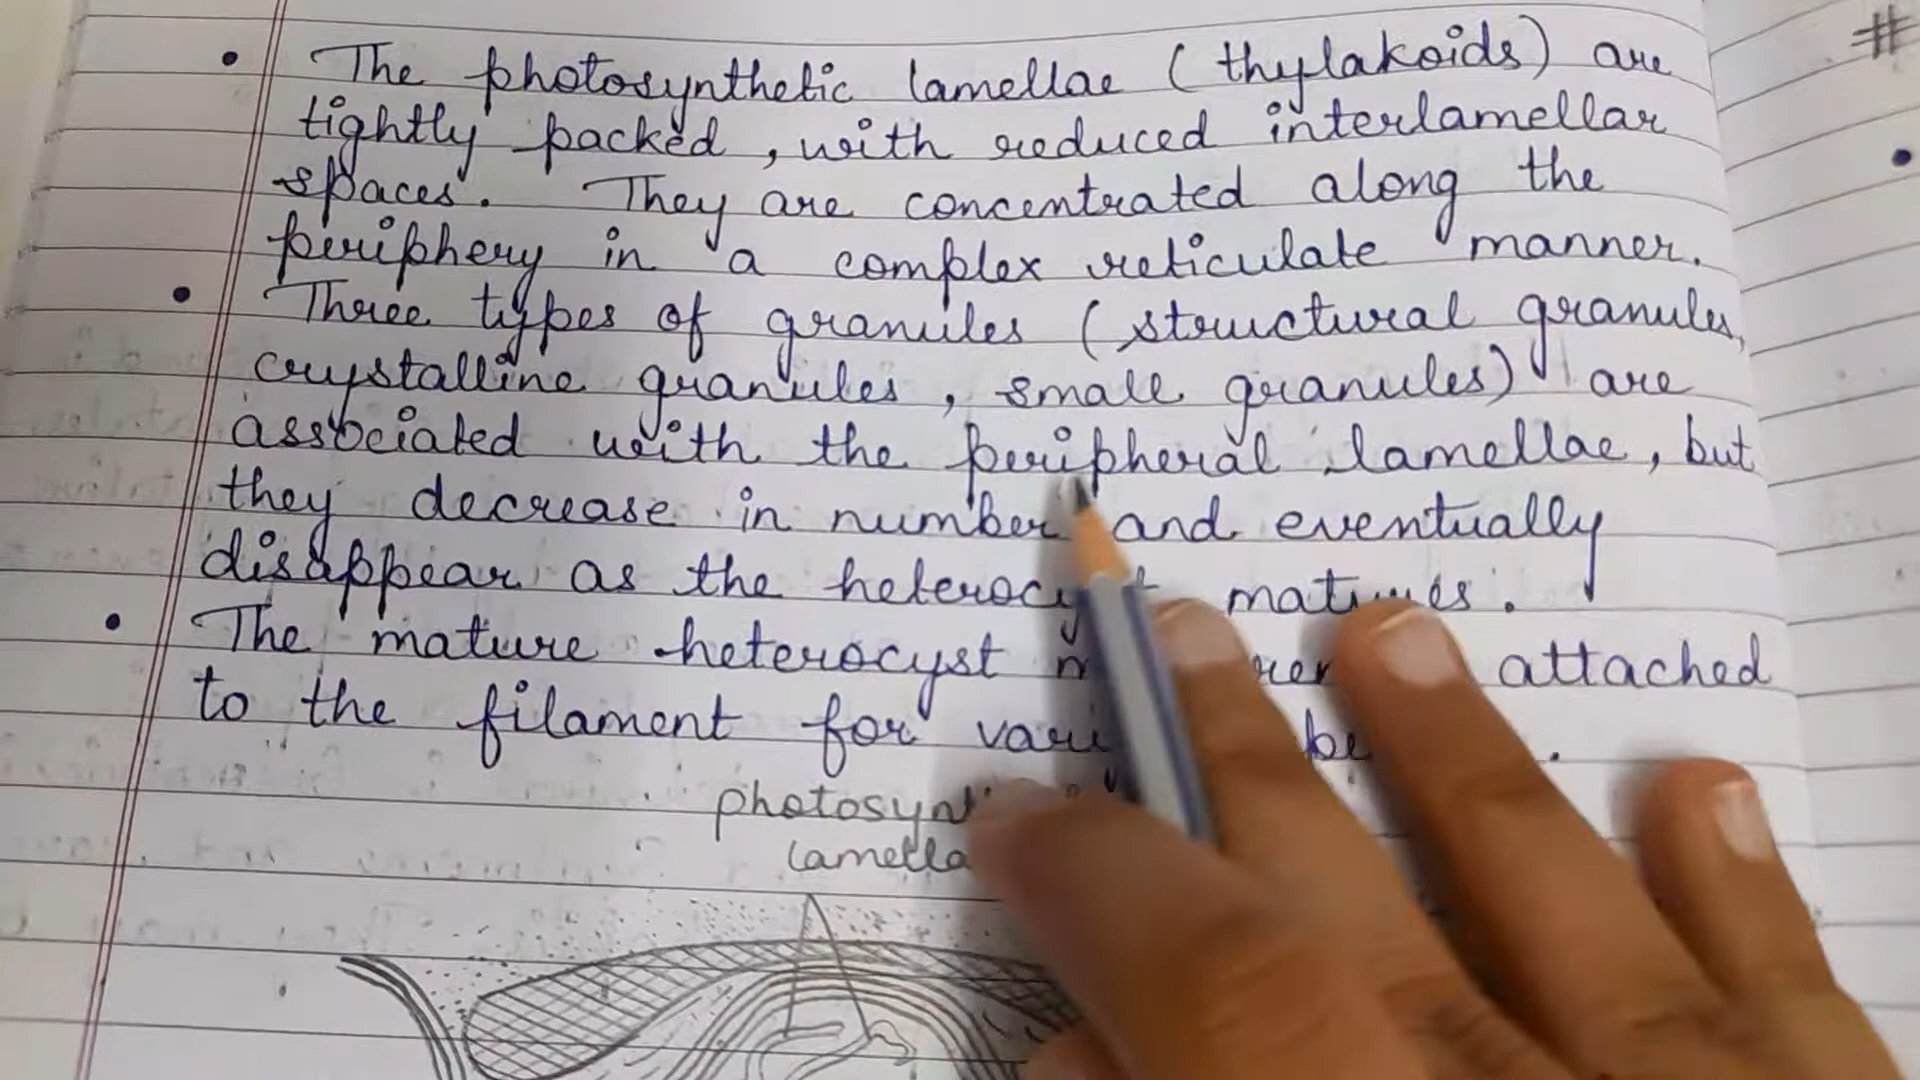 • The photosynthetic lamellae (thylakoids) are
tightly packed, with reduced interlamellar
spaces. They are concentrated along the
periphery in a complex reticulate manner.
• Three types of granules (structural granules,
crystalline granules, small granules) are
associated with the peripheral lamellae, but
they decrease in number and eventually
disappear as the heterocyst matures.
• The mature heterocyst attached
to the filament for
lamella
#
•